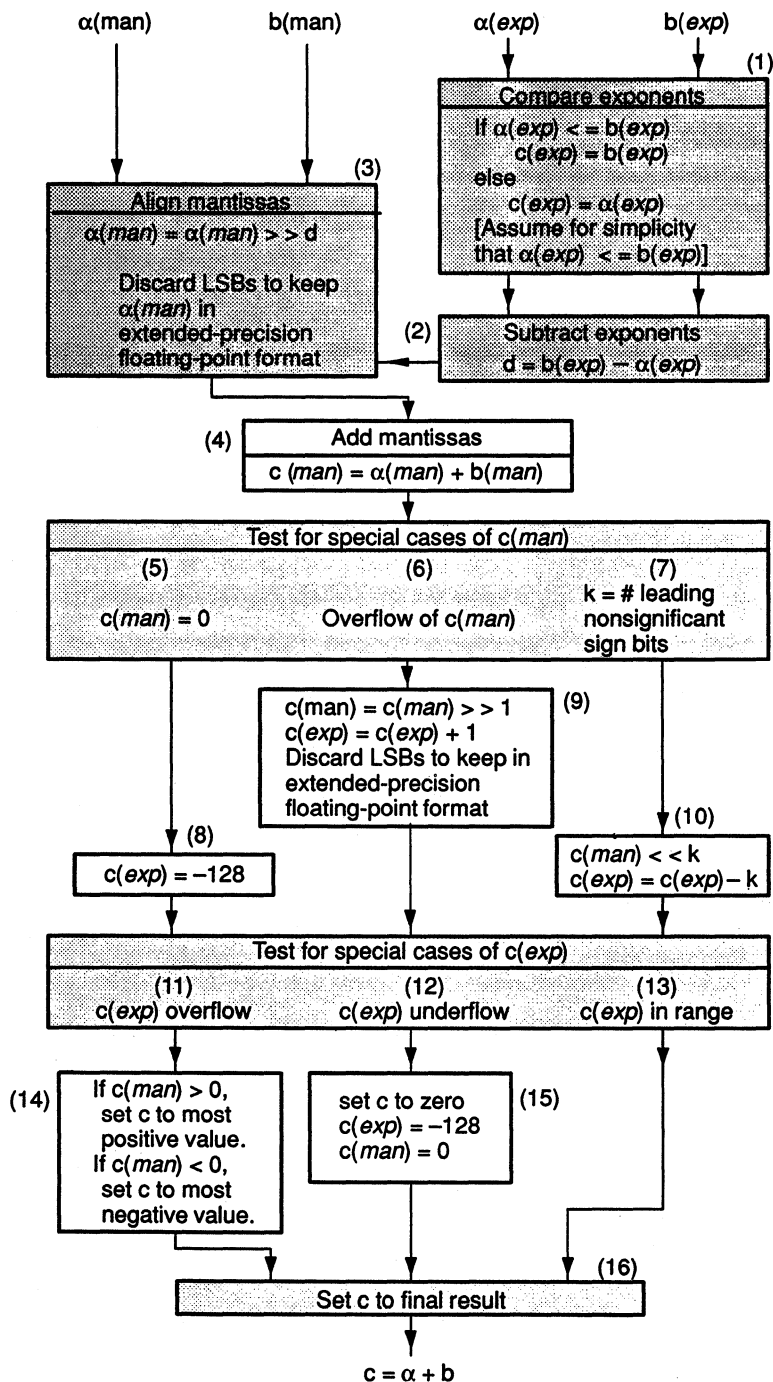 α(man) b(man) α(exp) b(exp)
(1)
Compare exponents
If α(exp) < = b(exp)
c(exp) = b(exp)
else
c(exp) = α(exp)
[Assume for simplicity
that α(exp) < = b(exp)]
(3)
Align mantissas
α(man) = α(man) > > d
Discard LSBs to keep
α(man) in
extended-precision
floating-point format
(2)
Subtract exponents
d = b(exp) – α(exp)
(4)
Add mantissas
c (man) = α(man) + b(man)
Test for special cases of c(man)
(5)
c(man) = 0
(6)
Overflow of c(man)
(7)
k = # leading
nonsignificant
sign bits
(9)
c(man) = c(man) > > 1
c(exp) = c(exp) + 1
Discard LSBs to keep in
extended-precision
floating-point format
(8)
c(exp) = –128
(10)
c(man) < < k
c(exp) = c(exp) – k
Test for special cases of c(exp)
(11)
c(exp) overflow
(12)
c(exp) underflow
(13)
c(exp) in range
(14)
If c(man) > 0,
set c to most
positive value.
If c(man) < 0,
set c to most
negative value.
(15)
set c to zero
c(exp) = –128
c(man) = 0
(16)
Set c to final result
c = α + b